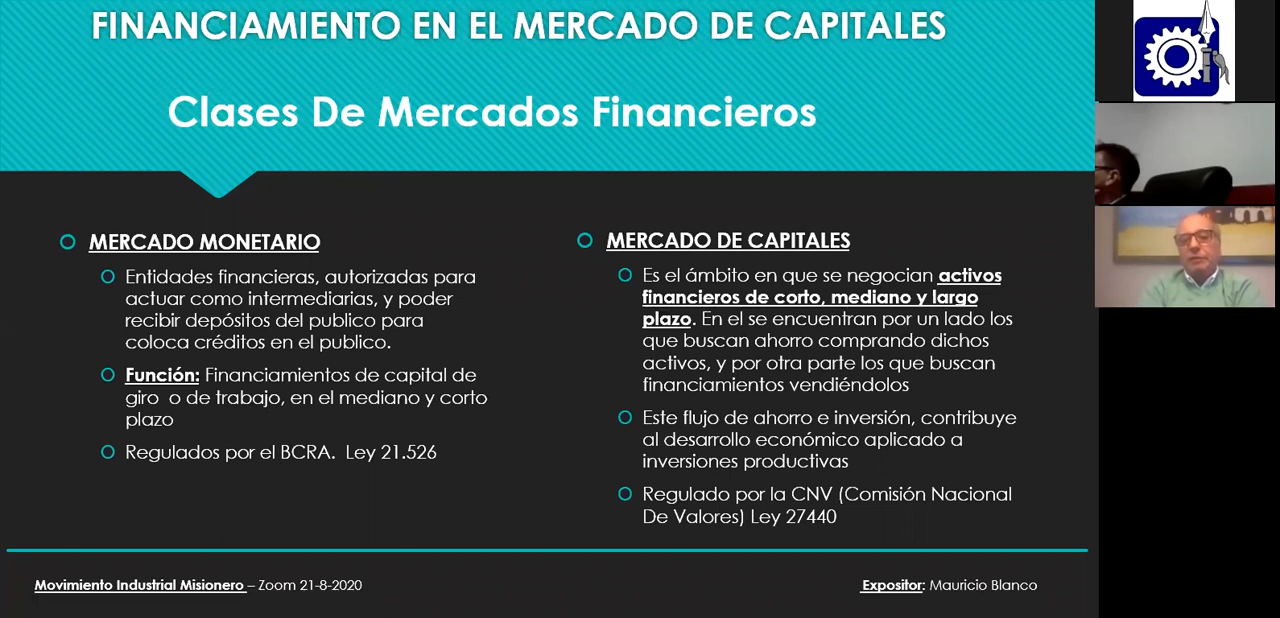 FINANCIAMIENTO EN EL MERCADO DE CAPITALES
Clases De Mercados Financieros
MERCADO MONETARIO
Entidades financieras, autorizadas para
actuar como intermediarias, y poder
recibir depósitos del publico para
coloca créditos en el publico.
Función: Financiamientos de capital de
giro o de trabajo, en el mediano y corto
plazo
Regulados por el BCRA. Ley 21.526
MERCADO DE CAPITALES
Es el ámbito en que se negocian activos
financieros de corto, mediano y largo
plazo. En el se encuentran por un lado los
que buscan ahorro comprando dichos
activos, y por otra parte los que buscan
financiamientos vendiéndolos
Este flujo de ahorro e inversión, contribuye
al desarrollo económico aplicado a
inversiones productivas
Regulado por la CNV (Comisión Nacional
De Valores) Ley 27440
Movimiento Industrial Misionero – Zoom 21-8-2020
Expositor: Mauricio Blanco